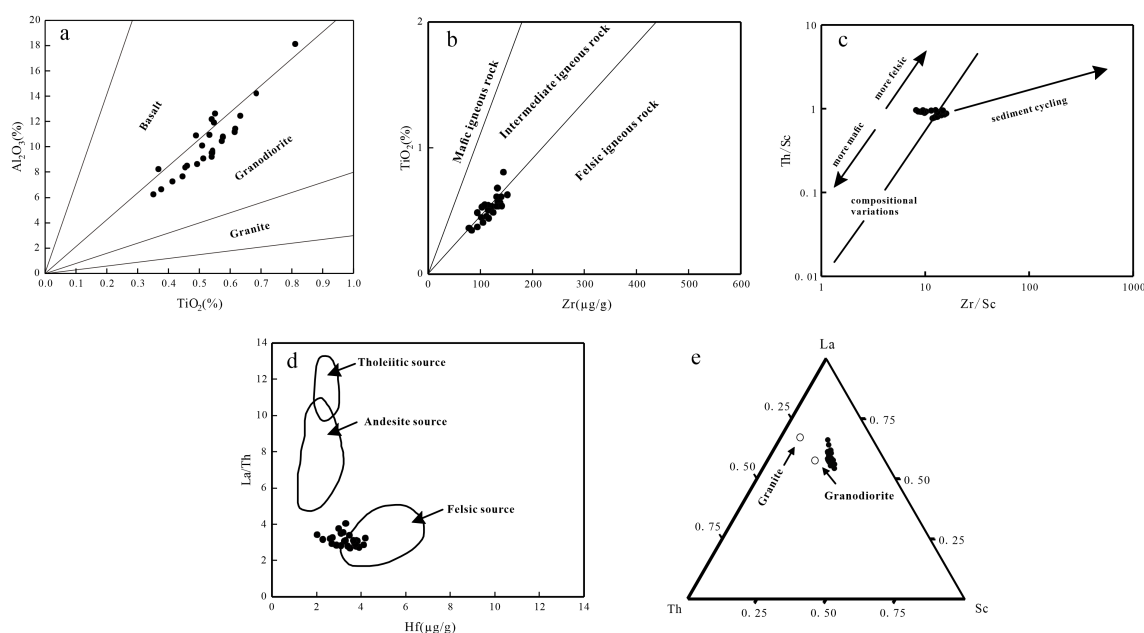 a
20
18
16
14
12
10
8
6
4
2
0
Al₂O₃(%)
Basalt
Granodiorite
Granite
0.0 0.1 0.2 0.3 0.4 0.5 0.6 0.7 0.8 0.9 1.0
TiO₂(%)
b
2
1
0
TiO₂(%)
Mafic igneous rock
Intermediate igneous rock
Felsic igneous rock
0 100 200 300 400 500 600
Zr(μg/g)
c
10
1
0.1
0.01
Th/Sc
more felsic
more mafic
sediment cycling
compositional
variations
1 10 100 1000
Zr/Sc
d
14
12
10
8
6
4
2
0
La/Th
Tholeiitic source
Andesite source
Felsic source
0 2 4 6 8 10 12 14
Hf(μg/g)
e
La
0.25
0.75
0.50
0.50
Granite
Granodiorite
0.75
0.25
Th
0.25 0.50 0.75
Sc